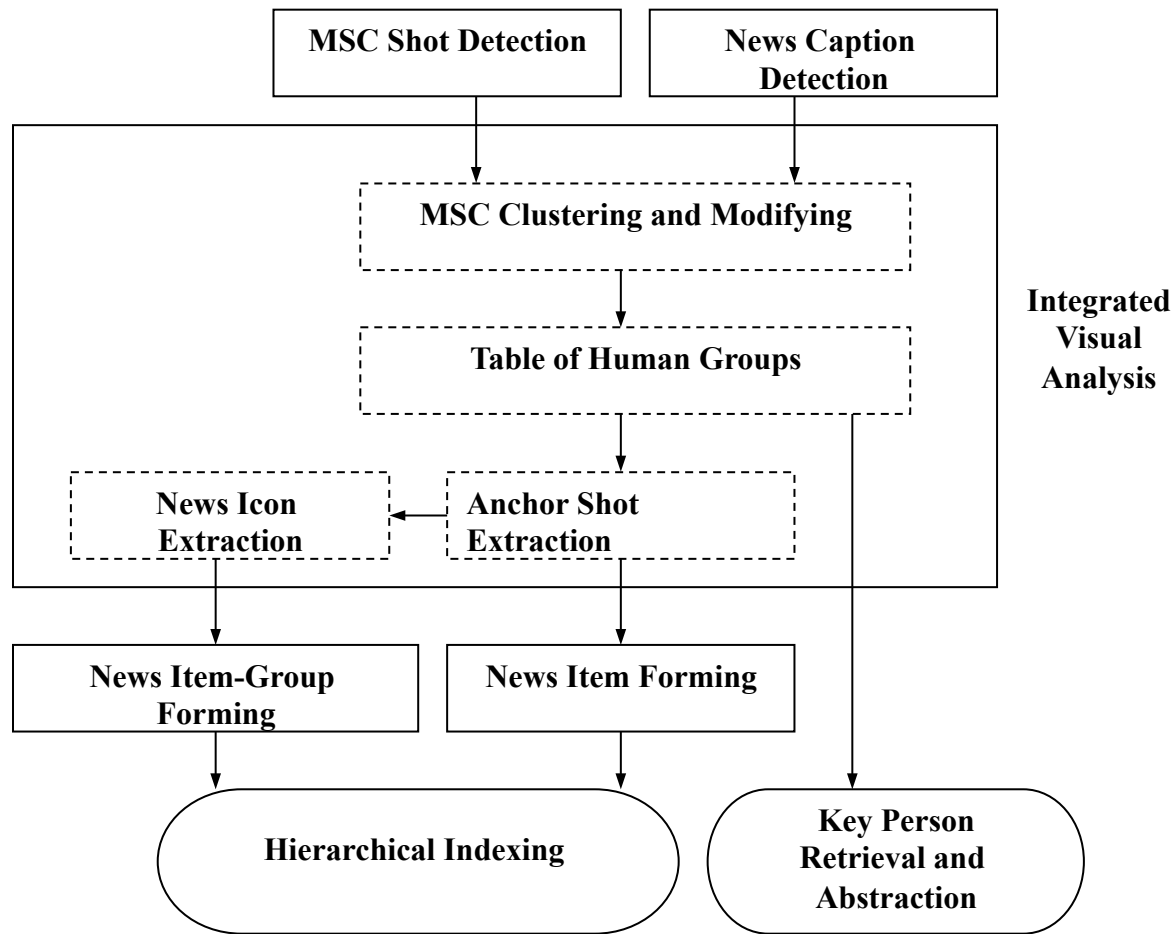 MSC Shot Detection
News Caption
Detection
MSC Clustering and Modifying
Table of Human Groups
Integrated
Visual
Analysis
News Icon
Extraction
Anchor Shot
Extraction
News Item-Group
Forming
News Item Forming
Hierarchical Indexing
Key Person
Retrieval and
Abstraction